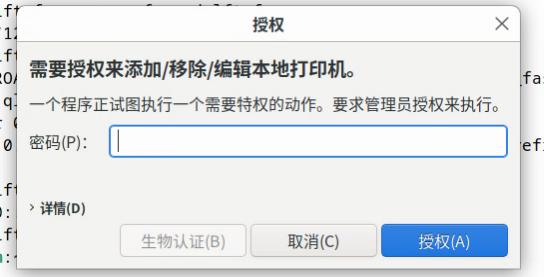 授权
需要授权来添加/移除/编辑本地打印机。
一个程序正试图执行一个需要特权的动作。要求管理员授权来执行。
密码(P):
详情(D)
生物认证(B)
取消(C)
授权(A)